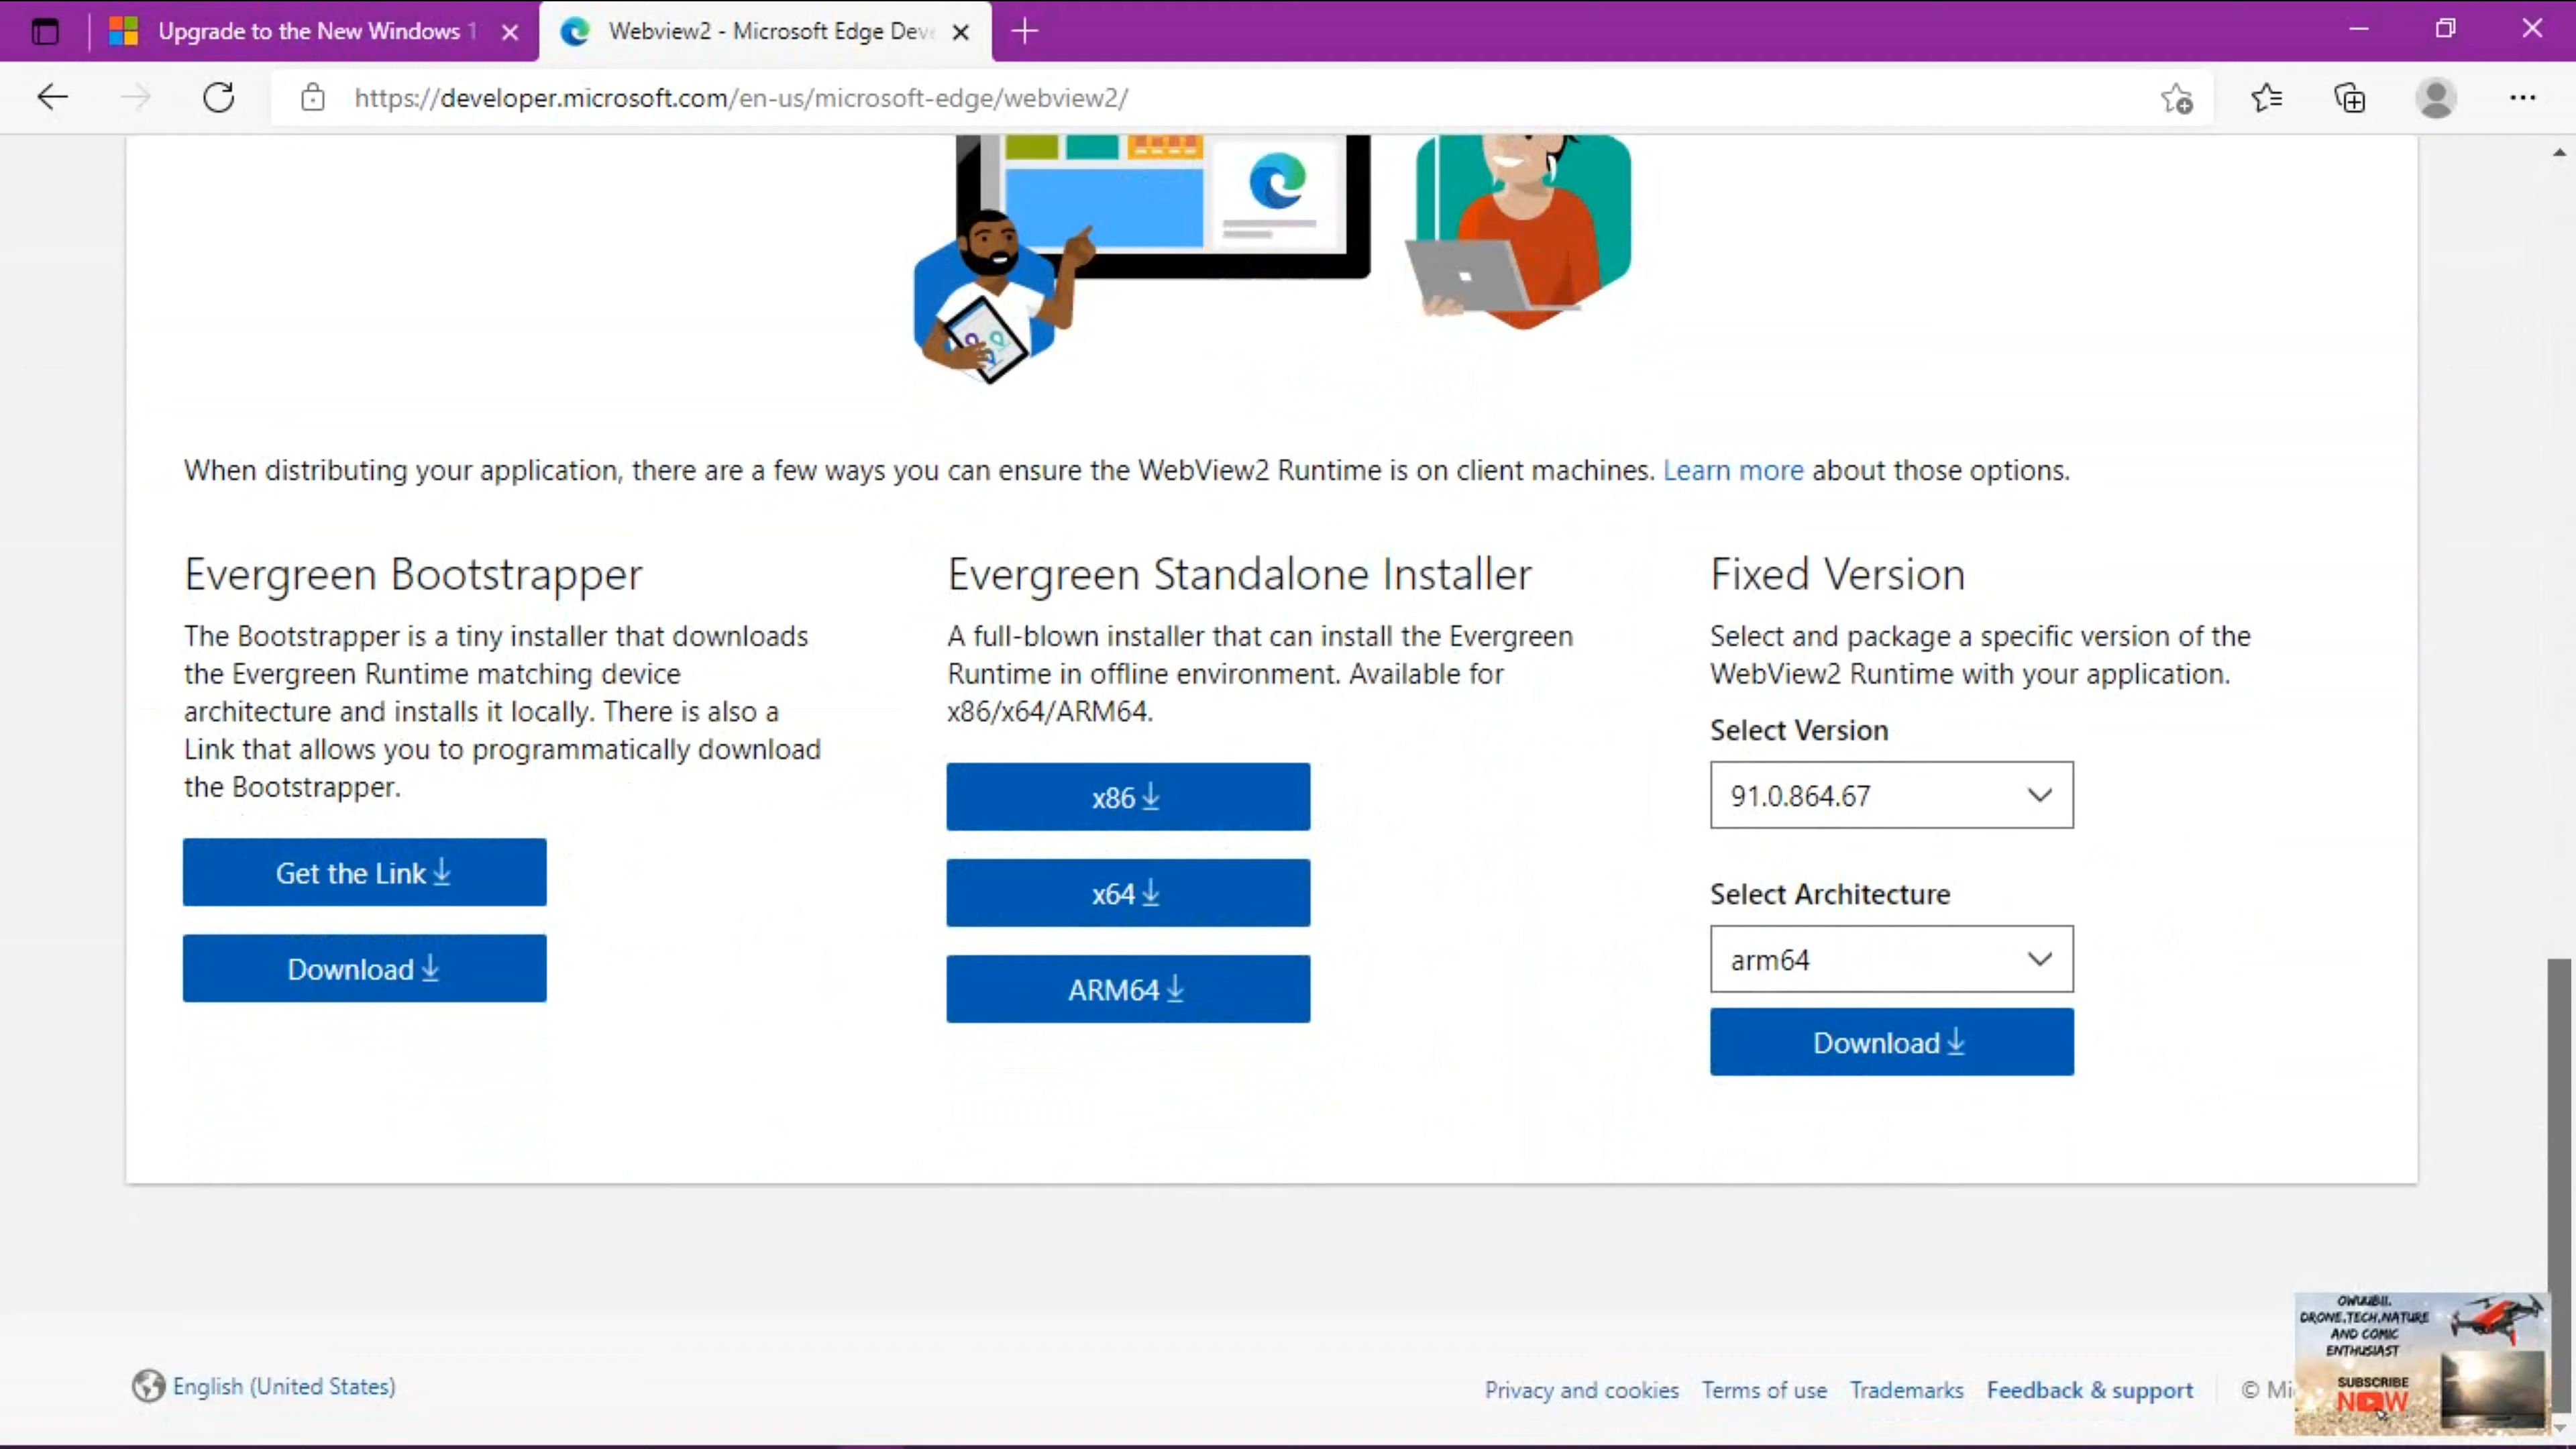 Upgrade to the New Windows 1
Webview2 - Microsoft Edge Dev
https://developer.microsoft.com/en-us/microsoft-edge/webview2/
When distributing your application, there are a few ways you can ensure the WebView2 Runtime is on client machines. Learn more about those options.
Evergreen Bootstrapper
The Bootstrapper is a tiny installer that downloads
the Evergreen Runtime matching device
architecture and installs it locally. There is also a
Link that allows you to programmatically download
the Bootstrapper.
Get the Link
Download
Evergreen Standalone Installer
A full-blown installer that can install the Evergreen
Runtime in offline environment. Available for
x86/x64/ARM64.
x86
x64
ARM64
Fixed Version
Select and package a specific version of the
WebView2 Runtime with your application.
Select Version
91.0.864.67
Select Architecture
arm64
Download
English (United States)
Privacy and cookies
Terms of use
Trademarks
Feedback & support
© Mi
OWUUBII.
DRONE,TECH,NATURE
AND COMIC
ENTHUSIAST
SUBSCRIBE
NOW